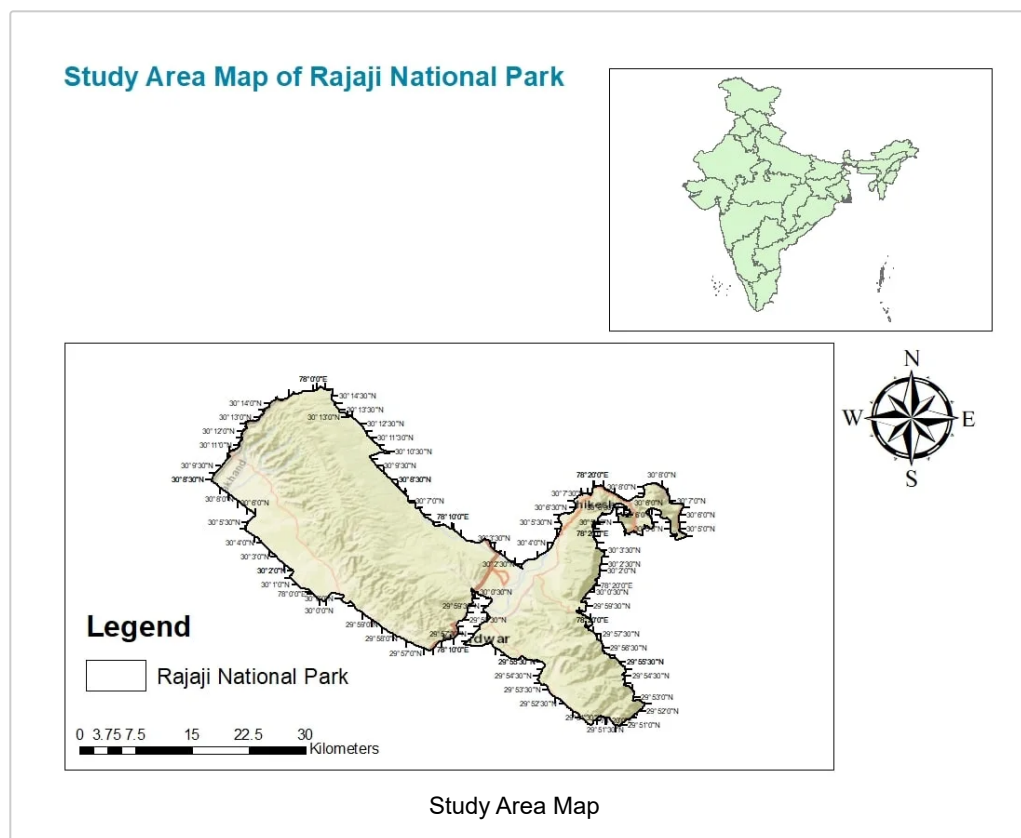 Study Area Map of Rajaji National Park
N
W
E
S
78°0'0"E
30°14'30"N
30°14'0"N
30°13'30"N
30°13'0"N
30°13'0"N
30°12'30"N
30°12'0"N
30°11'30"N
30°11'0"N
30°10'30"N
30°9'30"N
30°9'30"N
30°8'30"N
30°8'30"N
30°7'0"N
78°10'0"E
30°5'30"N
30°4'0"N
30°3'0"N
30°2'0"N
30°1'0"N
30°0'0"N
29°59'0"N
29°58'0"N
29°57'0"N
78°10'0"E
78°20'0"E
30°8'0"N
30°8'0"N
30°7'30"N
30°7'0"N
30°6'30"N
30°6'0"N
30°5'30"N
30°5'0"N
30°4'0"N
30°3'30"N
30°2'30"N
30°2'30"N
30°2'0"N
78°20'0"E
30°0'30"N
30°0'30"N
29°59'30"N
29°57'30"N
29°56'30"N
29°55'30"N
29°55'30"N
29°54'30"N
29°54'30"N
29°53'30"N
29°53'0"N
29°52'30"N
29°52'0"N
29°51'30"N
29°51'0"N
Legend
Rajaji National Park
0 3.75 7.5 15 22.5 30
Kilometers
Study Area Map